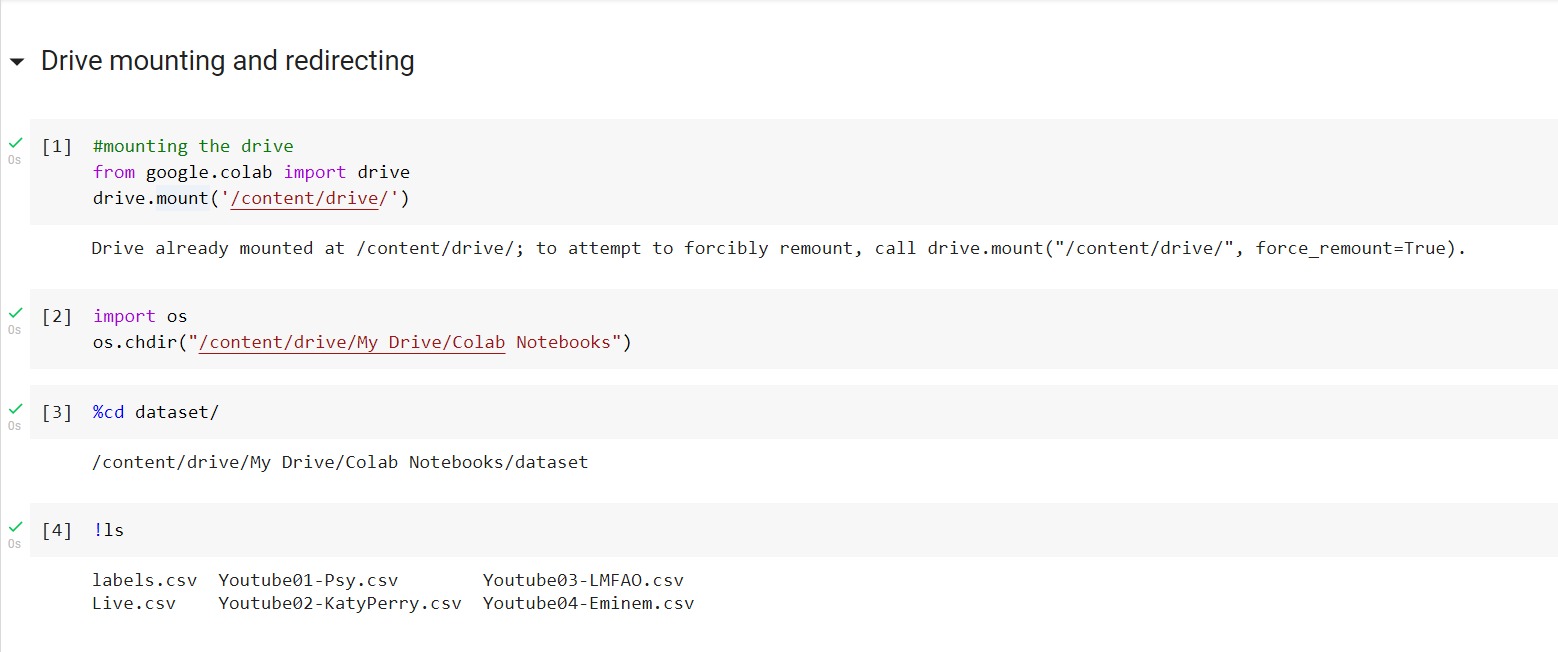 Drive mounting and redirecting
[1] #mounting the drive
from google.colab import drive
drive.mount('/content/drive/')
0s
Drive already mounted at /content/drive/; to attempt to forcibly remount, call drive.mount("/content/drive/", force_remount=True).
[2] import os
0s
os.chdir("/content/drive/My Drive/Colab Notebooks")
[3] %cd dataset/
0s
/content/drive/My Drive/Colab Notebooks/dataset
[4] !ls
0s
labels.csv Youtube01-Psy.csv Youtube03-LMFAO.csv
Live.csv Youtube02-KatyPerry.csv Youtube04-Eminem.csv